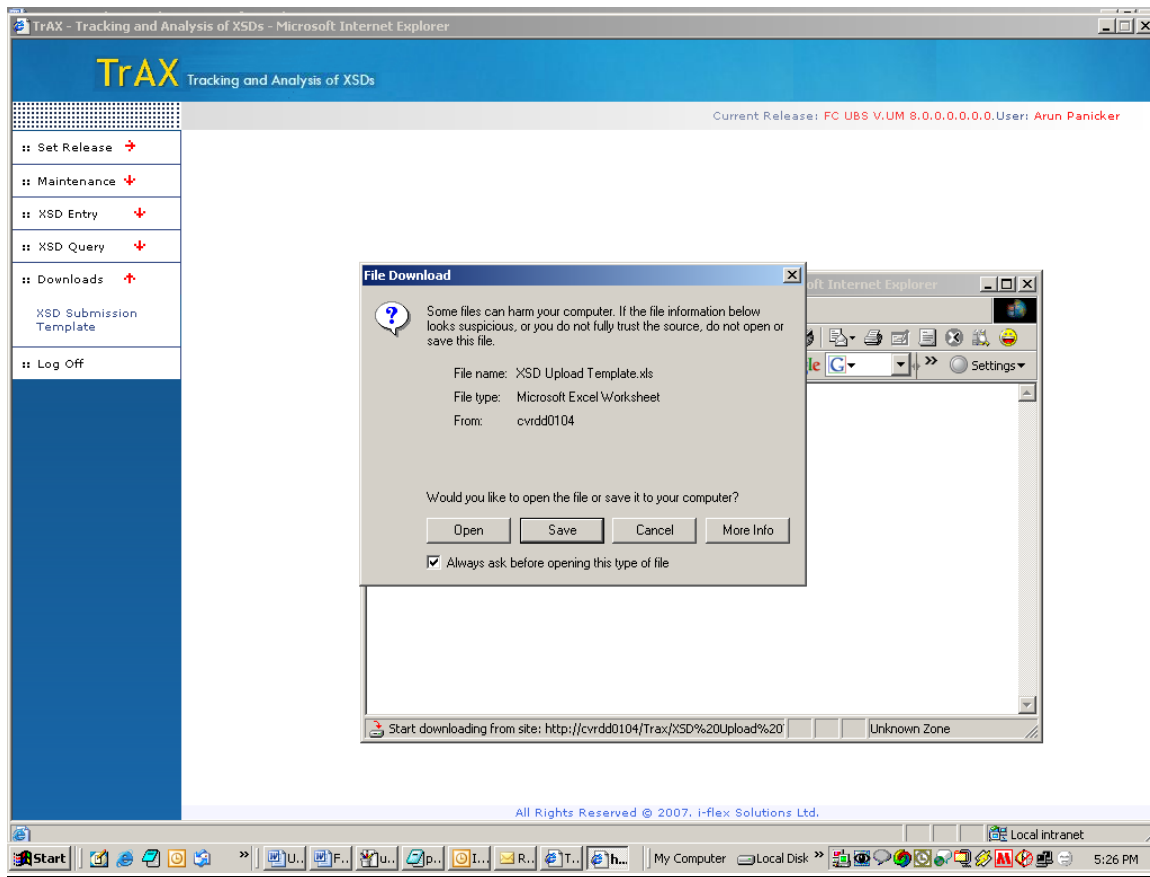 TrAX - Tracking and Analysis of XSDs - Microsoft Internet Explorer
TrAX Tracking and Analysis of XSDs
Current Release: FC UBS V.UM 8.0.0.0.0.0.0.User: Arun Panicker
:: Set Release
:: Maintenance
:: XSD Entry
:: XSD Query
:: Downloads
XSD Submission
Template
:: Log Off
File Download
oft Internet Explorer
Some files can harm your computer. If the file information below
looks suspicious, or you do not fully trust the source, do not open or
save this file.
File name: XSD Upload Template.xls
File type: Microsoft Excel Worksheet
From: cvrdd0104
Would you like to open the file or save it to your computer?
Open Save Cancel More Info
Always ask before opening this type of file
le G Settings
Start downloading from site: http://cvrdd0104/Trax/XSD%20Upload%20
Unknown Zone
All Rights Reserved @ 2007. i-flex Solutions Ltd.
Local intranet
Start » U.. F.. u.. p.. I... R.. T.. h... My Computer Local Disk » 5:26 PM